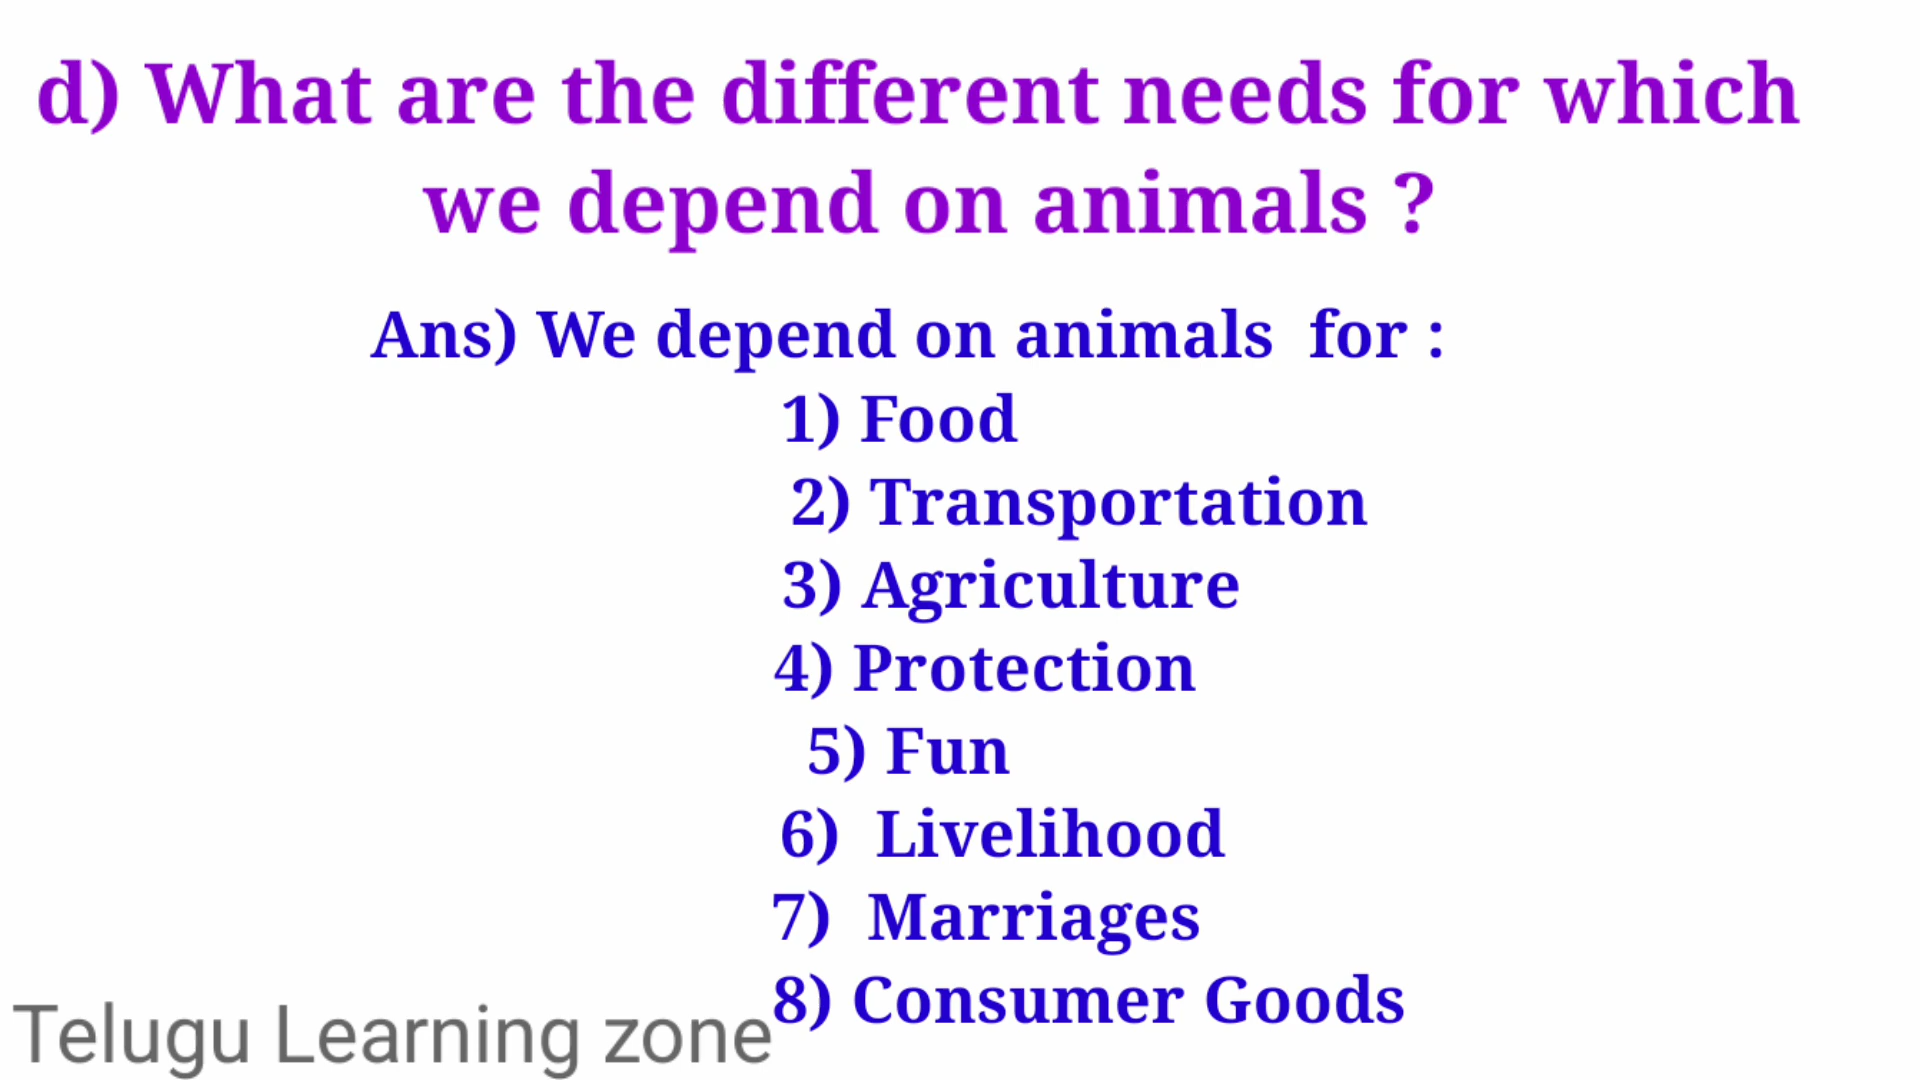 d) What are the different needs for which
we depend on animals ?
Ans) We depend on animals  for :
1) Food
2) Transportation
3) Agriculture
4) Protection
5) Fun
6)  Livelihood
7)  Marriages
8) Consumer Goods
Telugu Learning zone